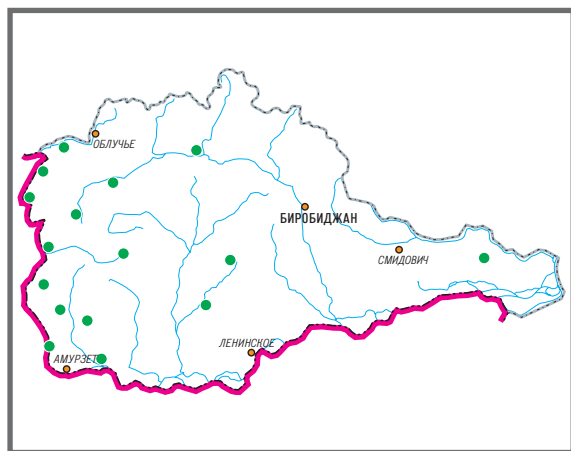 ОБЛУЧЬЕ
БИРОБИДЖАН
СМИДОВИЧ
ЛЕНИНСКОЕ
АМУРЗЕТ